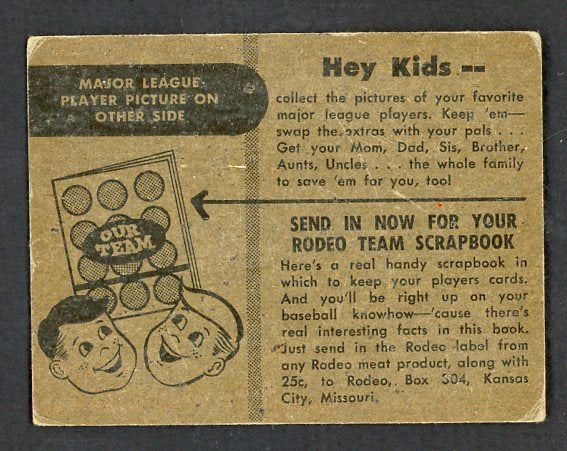 MAJOR LEAGUE
PLAYER PICTURE ON
OTHER SIDE
OUR
TEAM
Hey Kids --
collect the pictures of your favorite
major league players. Keep 'em—
swap the extras with your pals . . .
Get your Mom, Dad, Sis, Brother,
Aunts, Uncles . . . the whole family
to save 'em for you, too!
SEND IN NOW FOR YOUR
RODEO TEAM SCRAPBOOK
Here's a real handy scrapbook in
which to keep your players cards.
And you'll be right up on your
baseball knowhow—'cause there's
real interesting facts in this book.
Just send in the Rodeo label from
any Rodeo meat product, along with
25c, to Rodeo, Box 504, Kansas
City, Missouri.